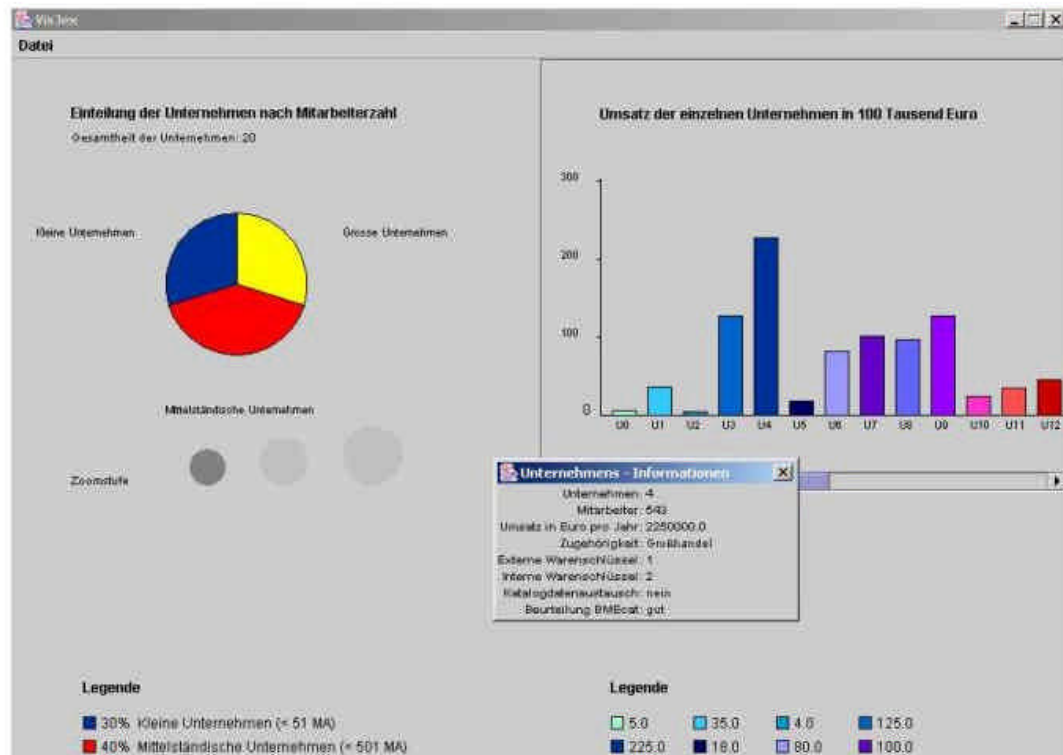 Datei
Einteilung der Unternehmen nach Mitarbeiterzahl
Gesamtheit der Unternehmen: 20
Kleine Unternehmen
Grosse Unternehmen
Mittelständische Unternehmen
Zoomstufe
Umsatz der einzelnen Unternehmen in 100 Tausend Euro
300
200
100
0
U0 U1 U2 U3 U4 U5 U6 U7 U8 U9 U10 U11 U12
Unternehmens - Informationen
Unternehmen: 4
Mitarbeiter: 543
Umsatz in Euro pro Jahr: 2250000.0
Zugehörigkeit: Großhandel
Externe Warenschlüssel: 1
Interne Warenschlüssel: 2
Katalogdatenaustausch: nein
Beurteilung BMEcat: gut
Legende
30% Kleine Unternehmen (< 51 MA)
40% Mittelständische Unternehmen (< 501 MA)
Legende
5.0 35.0 4.0 125.0
225.0 18.0 80.0 100.0